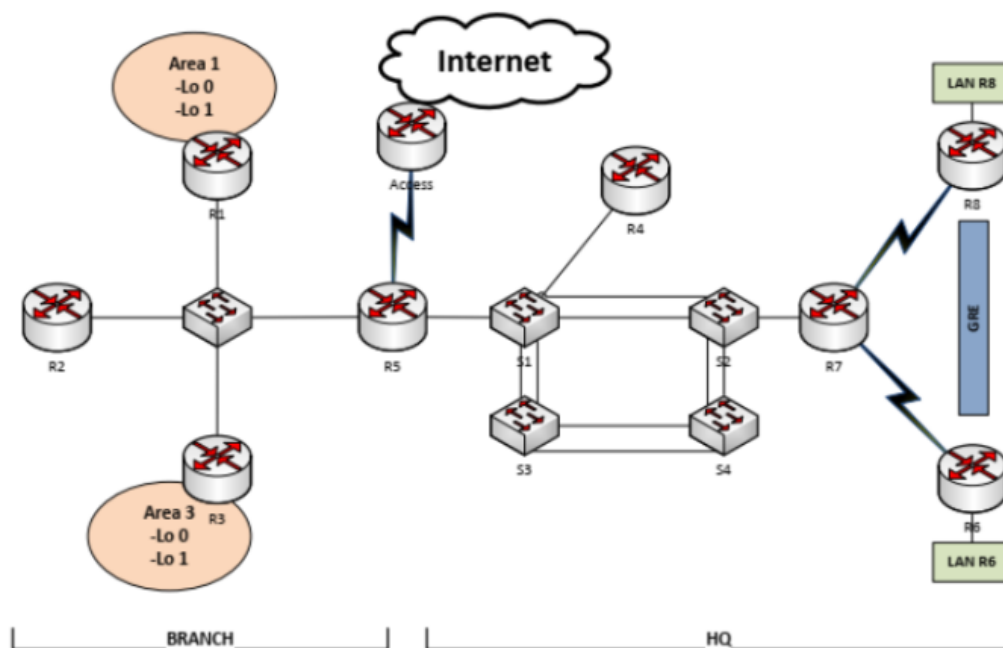 Internet
Area 1
-Lo 0
-Lo 1
LAN R8
Access
R1
R4
R8
GRE
R2
R5
S1
S2
R7
S3
S4
Area 3
-Lo 0
-Lo 1
R3
R6
LAN R6
BRANCH
HQ